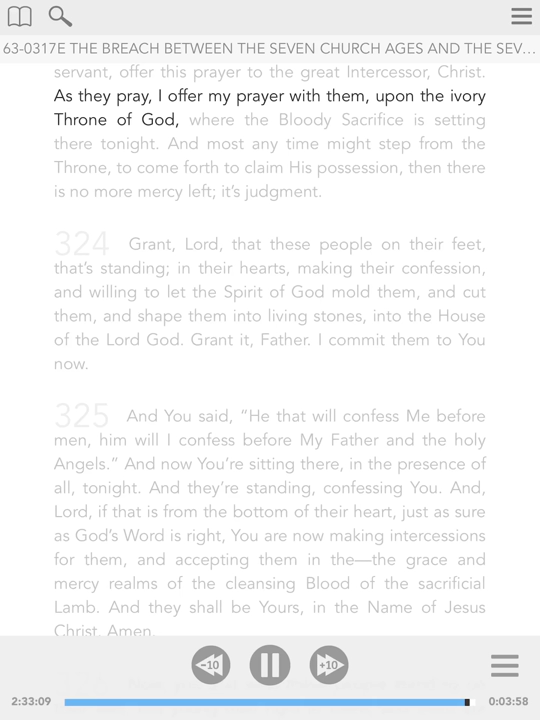 63-0317E THE BREACH BETWEEN THE SEVEN CHURCH AGES AND THE SEV…
servant, offer this prayer to the great Intercessor, Christ.
As they pray, I offer my prayer with them, upon the ivory
Throne of God, where the Bloody Sacrifice is setting
there tonight. And most any time might step from the
Throne, to come forth to claim His possession, then there
is no more mercy left; it’s judgment.
324 Grant, Lord, that these people on their feet,
that’s standing; in their hearts, making their confession,
and willing to let the Spirit of God mold them, and cut
them, and shape them into living stones, into the House
of the Lord God. Grant it, Father. I commit them to You
now.
325 And You said, “He that will confess Me before
men, him will I confess before My Father and the holy
Angels.” And now You’re sitting there, in the presence of
all, tonight. And they’re standing, confessing You. And,
Lord, if that is from the bottom of their heart, just as sure
as God’s Word is right, You are now making intercessions
for them, and accepting them in the—the grace and
mercy realms of the cleansing Blood of the sacrificial
Lamb. And they shall be Yours, in the Name of Jesus
Christ. Amen.
-10 +10
2:33:09 0:03:58